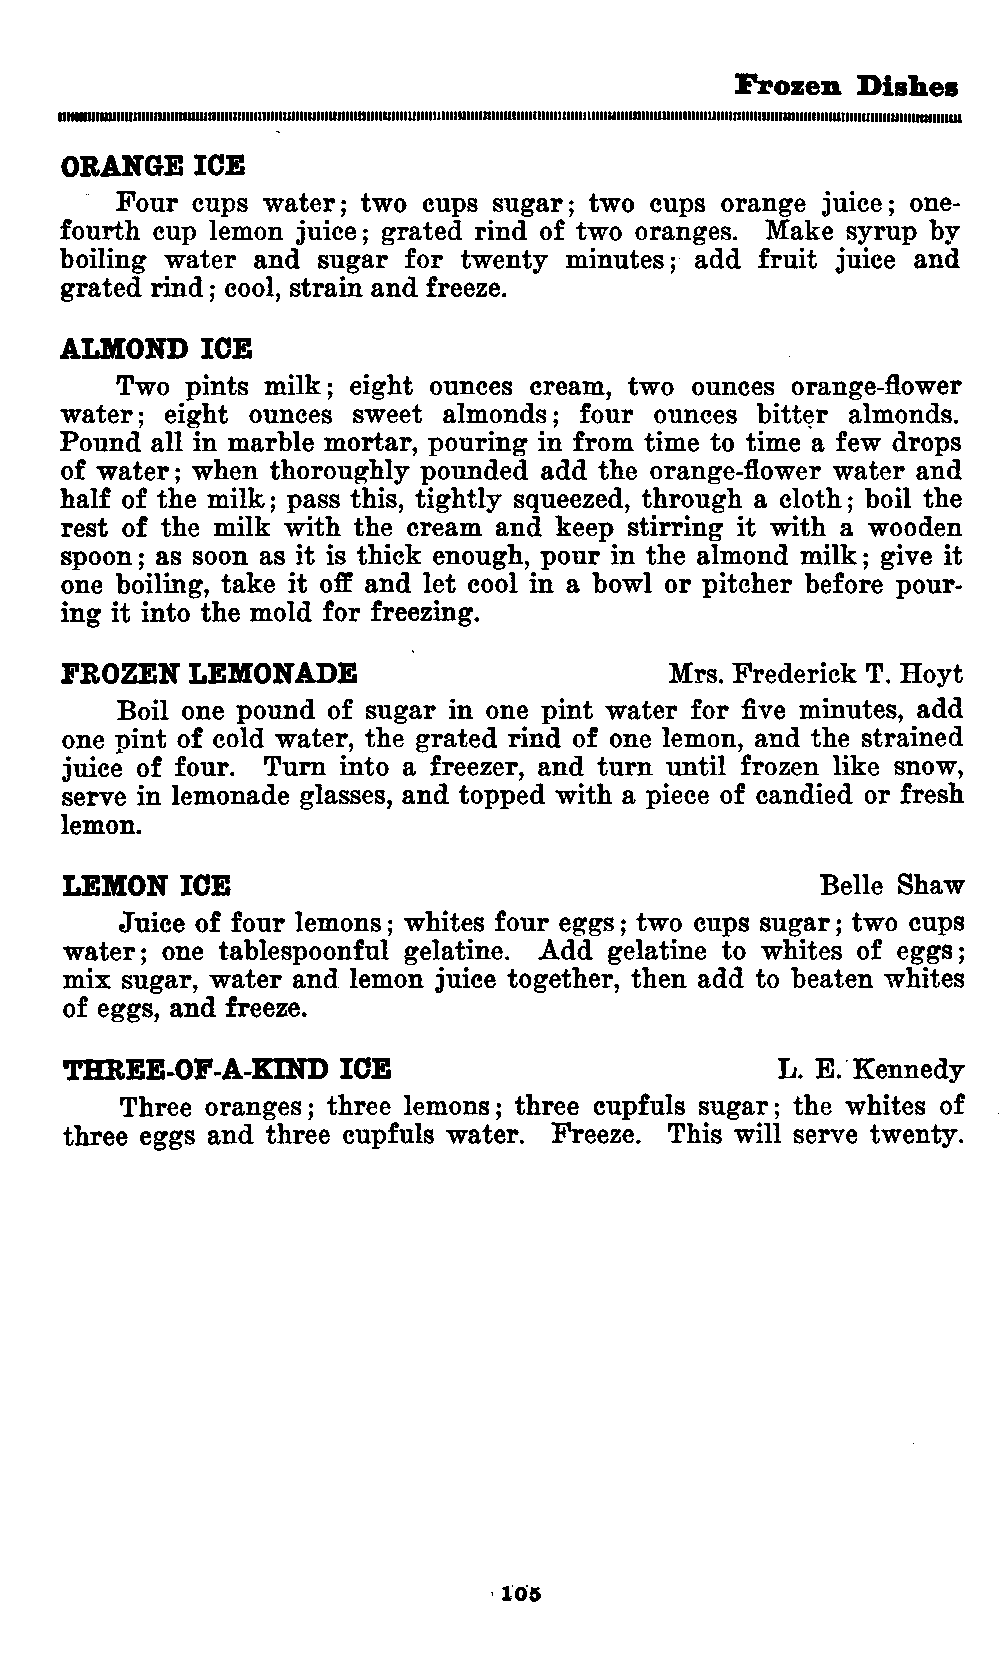 Frozen Dishes
ORANGE ICE
Four cups water; two cups sugar; two cups orange juice; one-
fourth cup lemon juice; grated rind of two oranges. Make syrup by
boiling water and sugar for twenty minutes; add fruit juice and
grated rind; cool, strain and freeze.
ALMOND ICE
Two pints milk; eight ounces cream, two ounces orange-flower
water; eight ounces sweet almonds; four ounces bitter almonds.
Pound all in marble mortar, pouring in from time to time a few drops
of water; when thoroughly pounded add the orange-flower water and
half of the milk; pass this, tightly squeezed, through a cloth; boil the
rest of the milk with the cream and keep stirring it with a wooden
spoon; as soon as it is thick enough, pour in the almond milk; give it
one boiling, take it off and let cool in a bowl or pitcher before pour-
ing it into the mold for freezing.
FROZEN LEMONADE Mrs. Frederick T. Hoyt
Boil one pound of sugar in one pint water for five minutes, add
one pint of cold water, the grated rind of one lemon, and the strained
juice of four. Turn into a freezer, and turn until frozen like snow,
serve in lemonade glasses, and topped with a piece of candied or fresh
lemon.
LEMON ICE Belle Shaw
Juice of four lemons; whites four eggs; two cups sugar; two cups
water; one tablespoonful gelatine. Add gelatine to whites of eggs;
mix sugar, water and lemon juice together, then add to beaten whites
of eggs, and freeze.
THREE-OF-A-KIND ICE L. E. Kennedy
Three oranges; three lemons; three cupfuls sugar; the whites of
three eggs and three cupfuls water. Freeze. This will serve twenty.
105